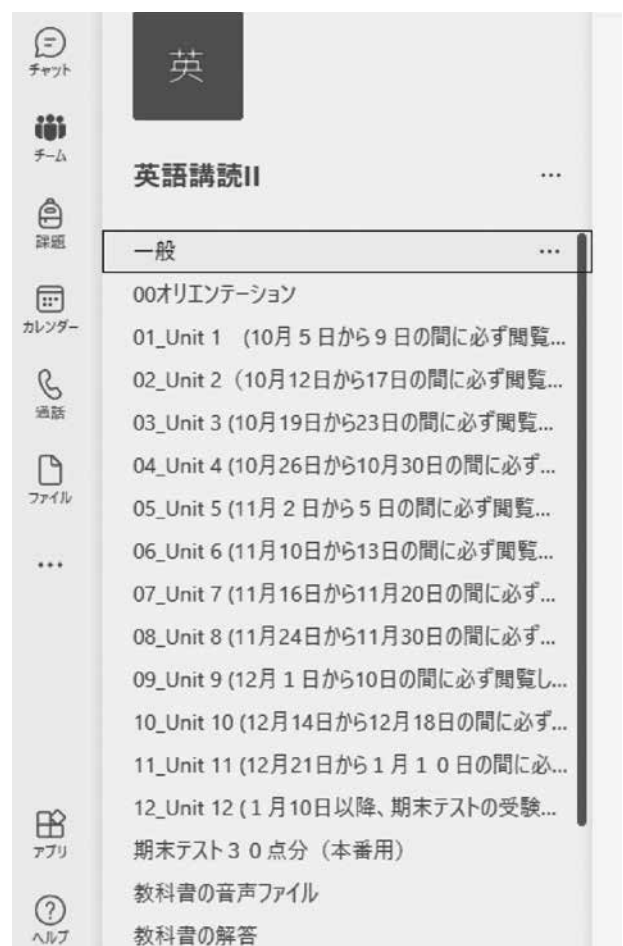 チャット
チーム
課題
カレンダー
通話
ファイル
...
アプリ
ヘルプ
英
英語講読II ...
一般 ...
00オリエンテーション
01_Unit 1　(10月５日から９日の間に必ず閲覧...
02_Unit 2（10月12日から17日の間に必ず閲覧...
03_Unit 3 (10月19日から23日の間に必ず閲覧...
04_Unit 4 (10月26日から10月30日の間に必ず...
05_Unit 5 (11月２日から５日の間に必ず閲覧...
06_Unit 6 (11月10日から13日の間に必ず閲覧...
07_Unit 7 (11月16日から11月20日の間に必ず...
08_Unit 8 (11月24日から11月30日の間に必ず...
09_Unit 9 (12月１日から10日の間に必ず閲覧し...
10_Unit 10 (12月14日から12月18日の間に必ず...
11_Unit 11 (12月21日から１月１０日の間に必...
12_Unit 12 (１月10日以降、期末テストの受験...
期末テスト３０点分（本番用）
教科書の音声ファイル
教科書の解答